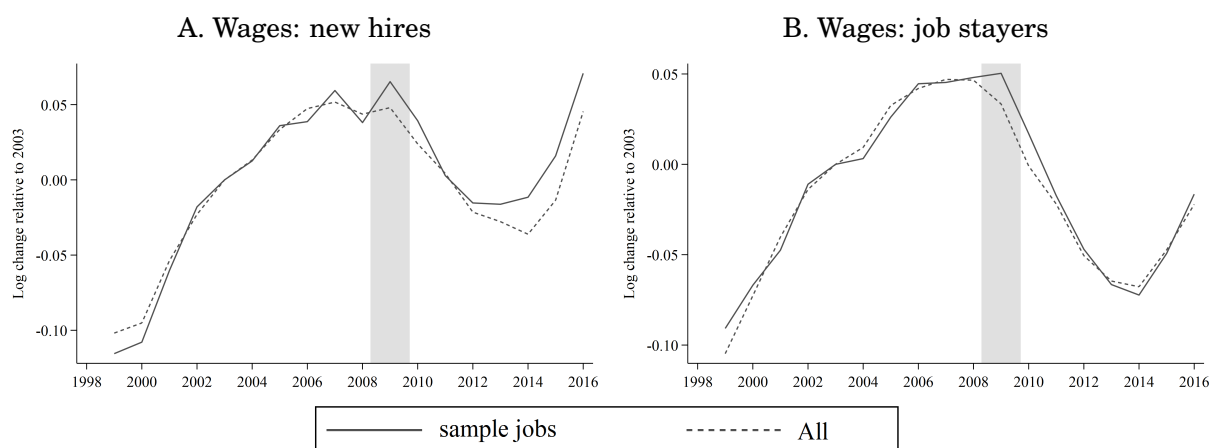 A. Wages: new hires
Log change relative to 2003
0.05
0.00
-0.05
-0.10
1998 2000 2002 2004 2006 2008 2010 2012 2014 2016
B. Wages: job stayers
Log change relative to 2003
0.05
0.00
-0.05
-0.10
1998 2000 2002 2004 2006 2008 2010 2012 2014 2016
sample jobs All